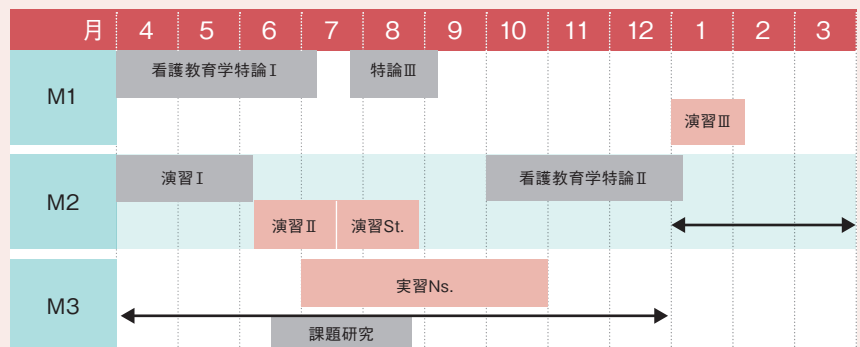 月 4 5 6 7 8 9 10 11 12 1 2 3
M1
看護教育学特論Ⅰ 特論Ⅲ
演習Ⅲ
M2
演習Ⅰ 看護教育学特論Ⅱ
演習Ⅱ 演習St.
M3
実習Ns.
課題研究